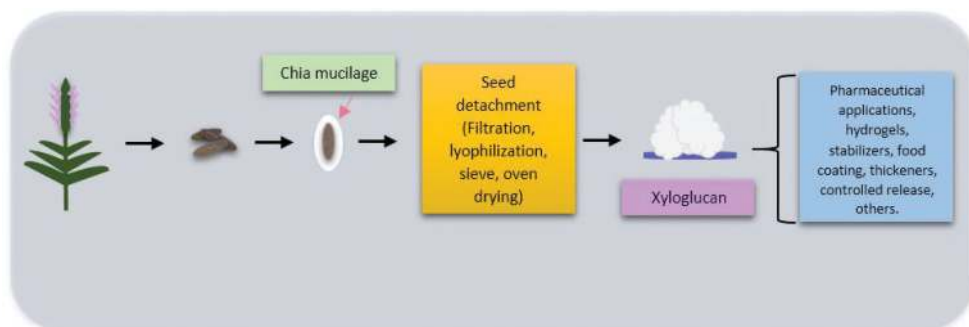 Chia mucilage
Seed
detachment
(Filtration,
lyophilization,
sieve, oven
drying)
Xyloglucan
Pharmaceutical
applications,
hydrogels,
stabilizers, food
coating, thickeners,
controlled release,
others.